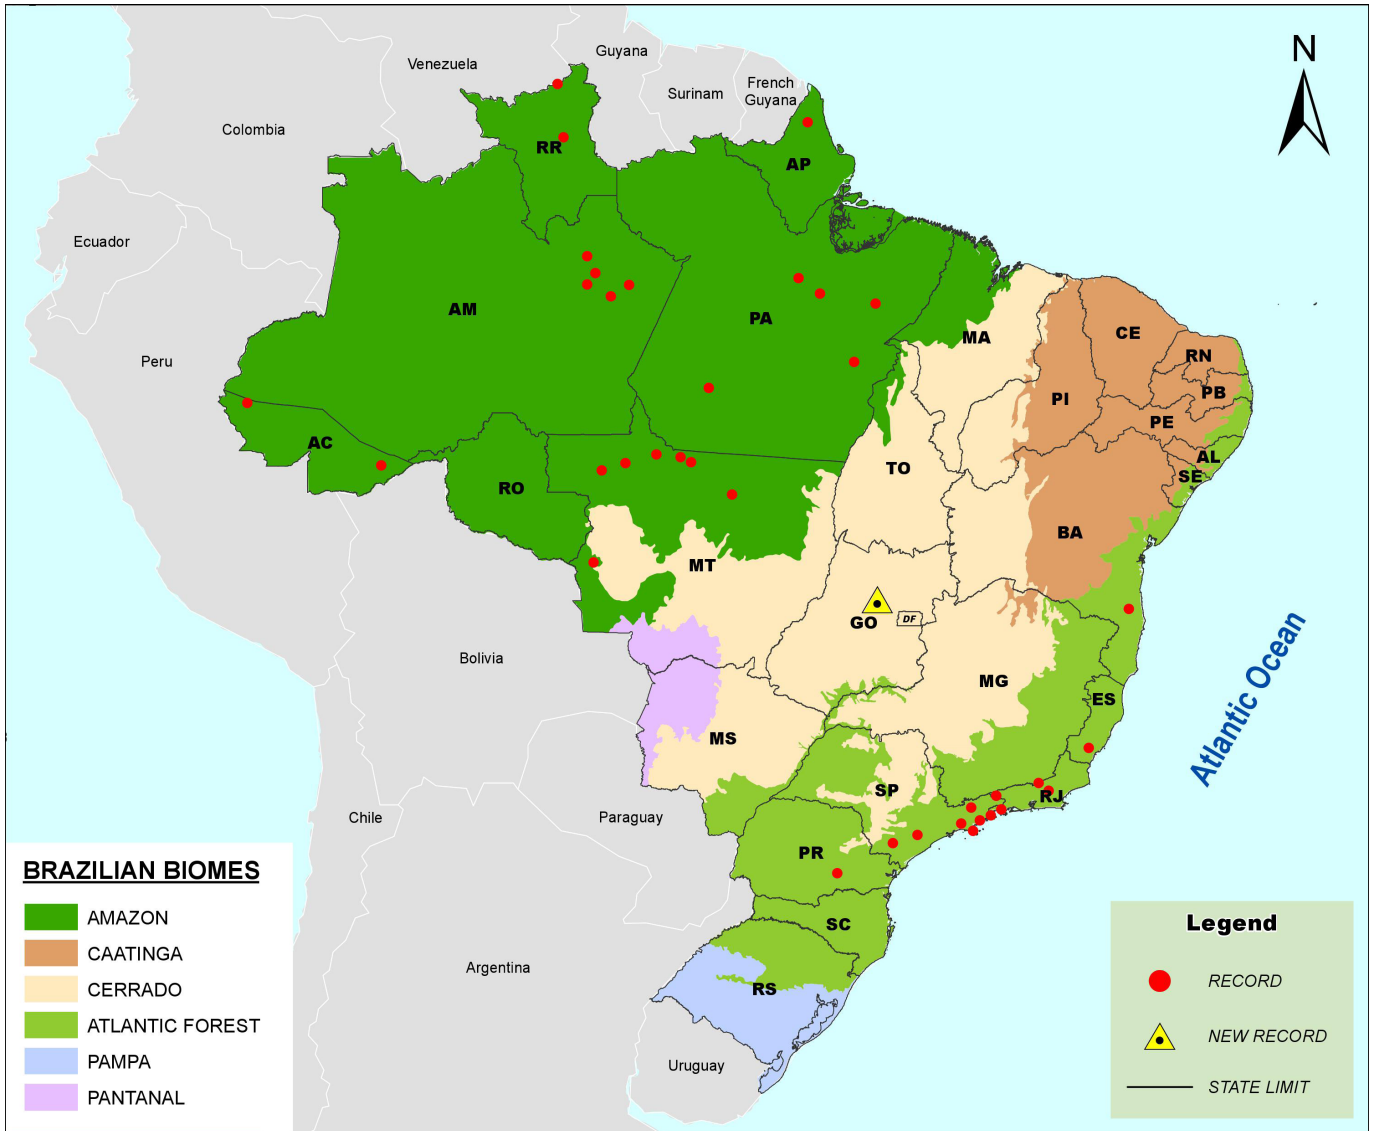 N
Guyana
Venezuela
Surinam
French
Guyana
Colombia
RR
AP
Ecuador
AM
PA
MA
CE
RN
Peru
PI
PB
PE
AC
AL
TO
SE
RO
BA
MT
GO
DF
Bolivia
MG
ES
Atlantic Ocean
MS
SP
RJ
Chile
Paraguay
PR
SC
Argentina
RS
Uruguay
BRAZILIAN BIOMES
AMAZON
CAATINGA
CERRADO
ATLANTIC FOREST
PAMPA
PANTANAL
Legend
RECORD
NEW RECORD
STATE LIMIT